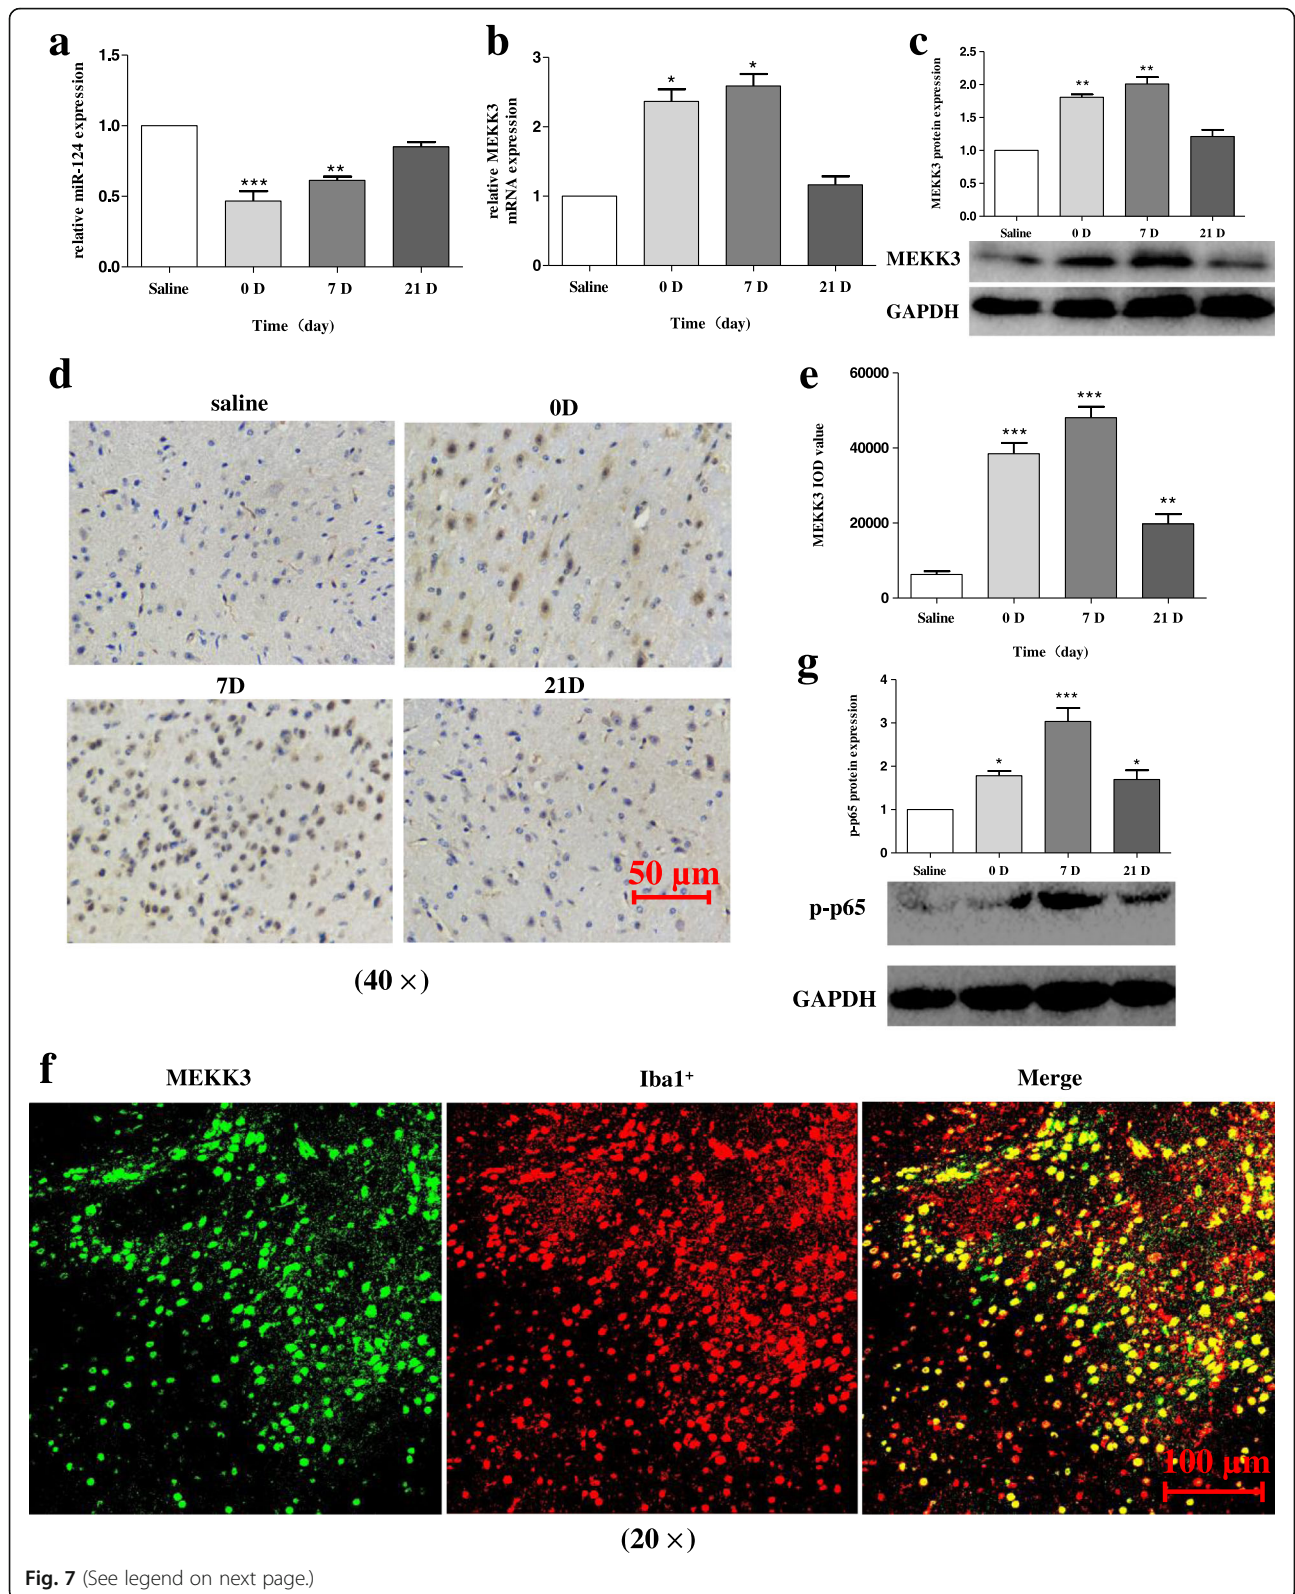 a
relative miR-124 expression
1.5
1.0
0.5
0.0
***
**
Saline 0 D 7 D 21 D
Time (day)
b
relative MEKK3
mRNA expression
3
2
1
0
*
*
Saline 0 D 7 D 21 D
Time (day)
c
MEKK3 protein expression
2.5
2.0
1.5
1.0
0.5
0.0
**
**
Saline 0 D 7 D 21 D
MEKK3
GAPDH
d
saline 0D
7D 21D
50 µm
(40 ×)
e
MEKK3 IOD value
60000
40000
20000
0
***
***
**
Saline 0 D 7 D 21 D
Time (day)
g
p-p65 protein expression
4
3
2
1
0
*
***
*
Saline 0 D 7 D 21 D
p-p65
GAPDH
f
MEKK3 Iba1⁺ Merge
100 µm
(20 ×)
Fig. 7 (See legend on next page.)